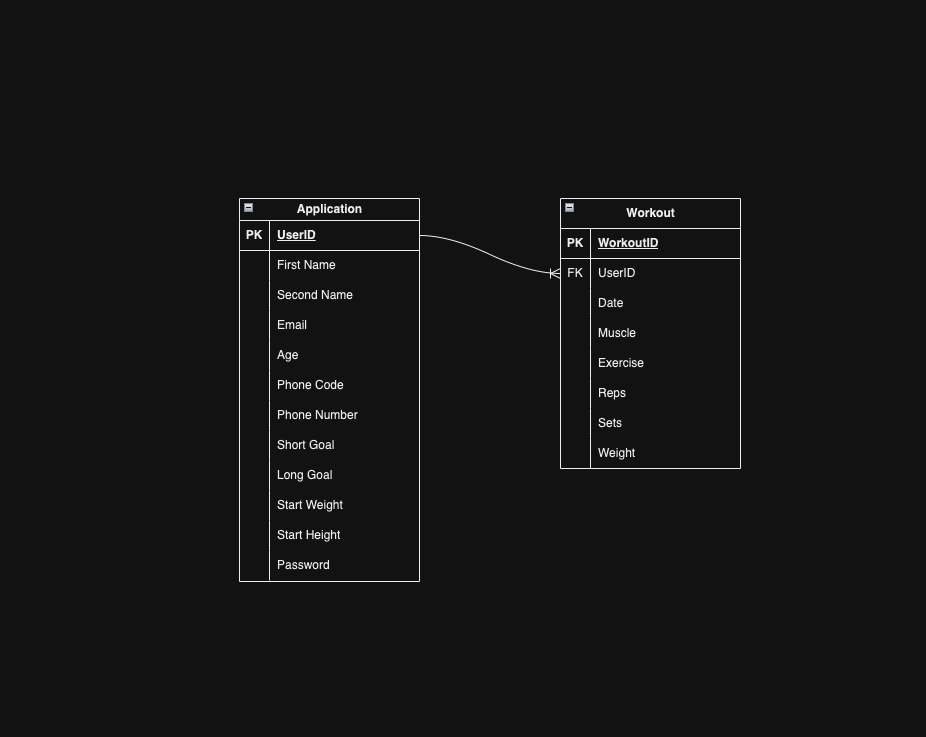 Application
PK UserID
First Name
Second Name
Email
Age
Phone Code
Phone Number
Short Goal
Long Goal
Start Weight
Start Height
Password
Workout
PK WorkoutID
FK UserID
Date
Muscle
Exercise
Reps
Sets
Weight